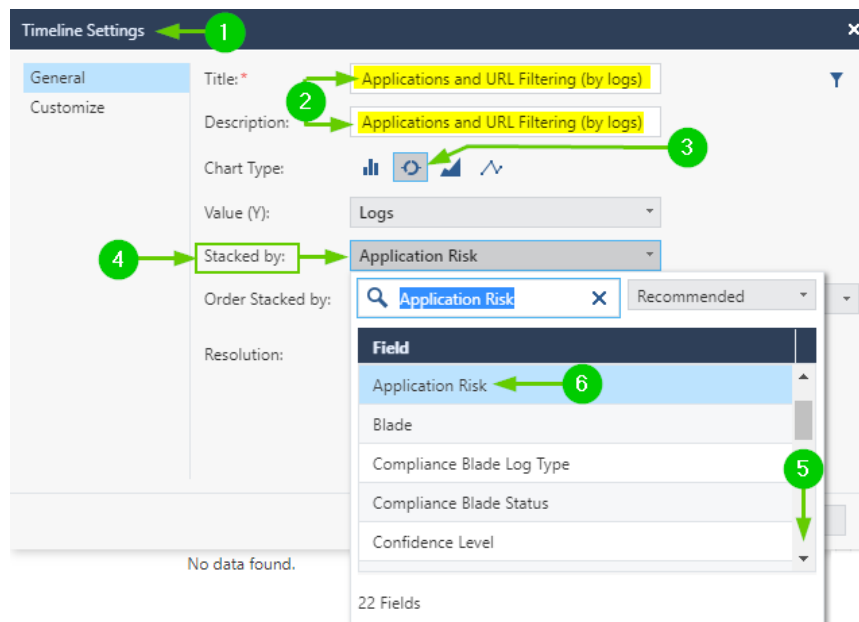 Timeline Settings
1
General
Customize
Title:*
Applications and URL Filtering (by logs)
2
Description:
Applications and URL Filtering (by logs)
Chart Type:
3
Value (Y):
Logs
4
Stacked by:
Application Risk
Order Stacked by:
Application Risk
Recommended
Resolution:
Field
Application Risk
6
Blade
Compliance Blade Log Type
5
Compliance Blade Status
Confidence Level
No data found.
22 Fields